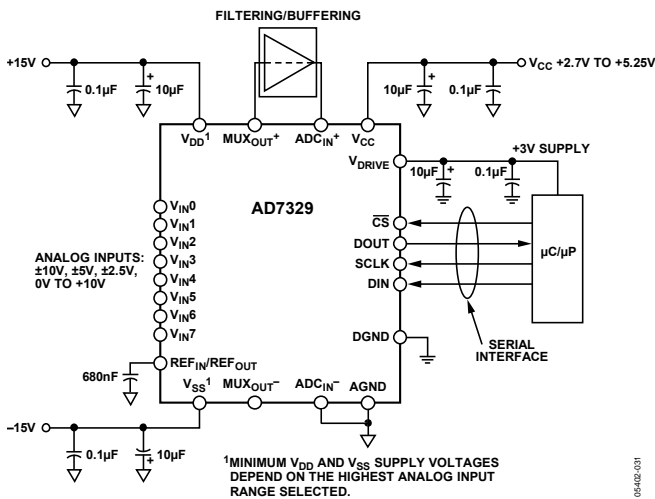 FILTERING/BUFFERING
+15V
0.1µF
+
10µF
10µF
+
0.1µF
VCC +2.7V TO +5.25V
VDD1
MUXOUT+
ADCIN+
VCC
VDRIVE
+3V SUPPLY
10µF
+
0.1µF
AD7329
VIN0
VIN1
VIN2
VIN3
VIN4
VIN5
VIN6
VIN7
ANALOG INPUTS:
±10V, ±5V, ±2.5V,
0V TO +10V
CS
DOUT
SCLK
DIN
µC/µP
DGND
SERIAL
INTERFACE
REFIN/REFOUT
680nF
VSS1
MUXOUT–
ADCIN–
AGND
–15V
0.1µF
10µF
+
1MINIMUM VDD AND VSS SUPPLY VOLTAGES
DEPEND ON THE HIGHEST ANALOG INPUT
RANGE SELECTED.
05402-031